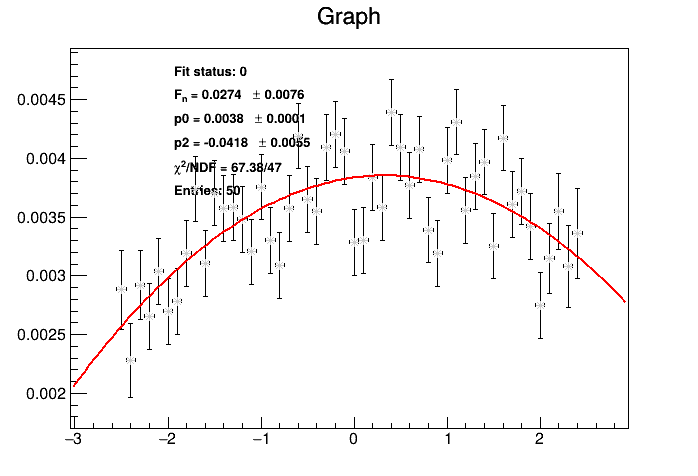 Graph
Fit status: 0
Fn = 0.0274 ± 0.0076
p0 = 0.0038 ± 0.0001
p2 = -0.0418 ± 0.0055
χ²/NDF = 67.38/47
Entries: 50
0.0045
0.004
0.0035
0.003
0.0025
0.002
−3 −2 −1 0 1 2